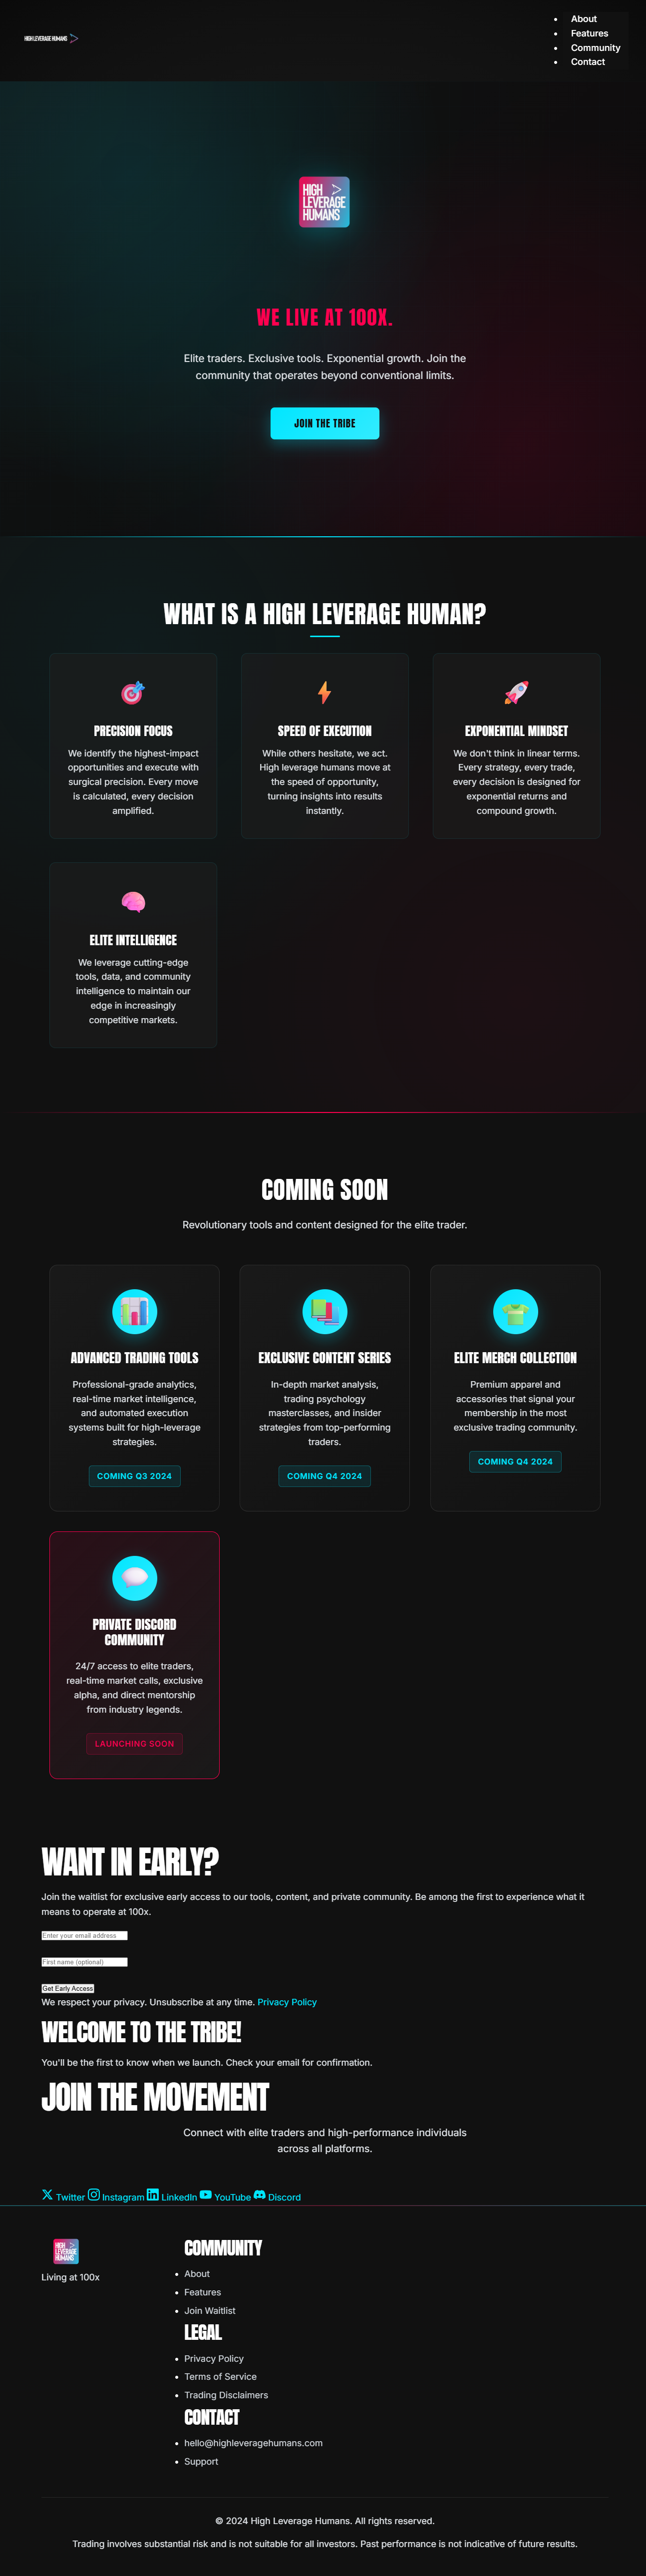 HIGH LEVERAGE HUMANS
About
Features
Community
Contact
HIGH
LEVERAGE
HUMANS
WE LIVE AT 100X.
Elite traders. Exclusive tools. Exponential growth. Join the
community that operates beyond conventional limits.
JOIN THE TRIBE
WHAT IS A HIGH LEVERAGE HUMAN?
PRECISION FOCUS
We identify the highest-impact
opportunities and execute with
surgical precision. Every move
is calculated, every decision
amplified.
SPEED OF EXECUTION
While others hesitate, we act.
High leverage humans move at
the speed of opportunity,
turning insights into results
instantly.
EXPONENTIAL MINDSET
We don't think in linear terms.
Every strategy, every trade,
every decision is designed for
exponential returns and
compound growth.
ELITE INTELLIGENCE
We leverage cutting-edge
tools, data, and community
intelligence to maintain our
edge in increasingly
competitive markets.
COMING SOON
Revolutionary tools and content designed for the elite trader.
ADVANCED TRADING TOOLS
Professional-grade analytics,
real-time market intelligence,
and automated execution
systems built for high-leverage
strategies.
COMING Q3 2024
EXCLUSIVE CONTENT SERIES
In-depth market analysis,
trading psychology
masterclasses, and insider
strategies from top-performing
traders.
COMING Q4 2024
ELITE MERCH COLLECTION
Premium apparel and
accessories that signal your
membership in the most
exclusive trading community.
COMING Q4 2024
PRIVATE DISCORD
COMMUNITY
24/7 access to elite traders,
real-time market calls, exclusive
alpha, and direct mentorship
from industry legends.
LAUNCHING SOON
WANT IN EARLY?
Join the waitlist for exclusive early access to our tools, content, and private community. Be among the first to experience what it
means to operate at 100x.
Enter your email address
First name (optional)
Get Early Access
We respect your privacy. Unsubscribe at any time. Privacy Policy
WELCOME TO THE TRIBE!
You'll be the first to know when we launch. Check your email for confirmation.
JOIN THE MOVEMENT
Connect with elite traders and high-performance individuals
across all platforms.
Twitter Instagram LinkedIn YouTube Discord
HIGH
LEVERAGE
HUMANS
Living at 100x
COMMUNITY
About
Features
Join Waitlist
LEGAL
Privacy Policy
Terms of Service
Trading Disclaimers
CONTACT
hello@highleveragehumans.com
Support
© 2024 High Leverage Humans. All rights reserved.
Trading involves substantial risk and is not suitable for all investors. Past performance is not indicative of future results.